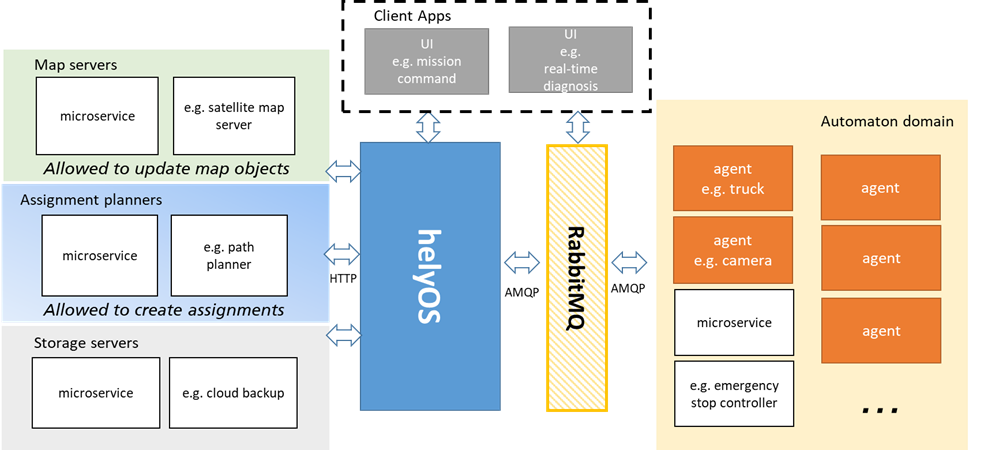 Client Apps
UI
e.g. mission
command
UI
e.g.
real-time
diagnosis
Map servers
microservice
e.g. satellite map
server
Allowed to update map objects
Assignment planners
microservice
e.g. path
planner
Allowed to create assignments
Storage servers
microservice
e.g. cloud backup
HTTP
helyOS
AMQP
RabbitMQ
AMQP
Automaton domain
agent
e.g. truck
agent
e.g. camera
microservice
e.g. emergency
stop controller
agent
agent
agent
...